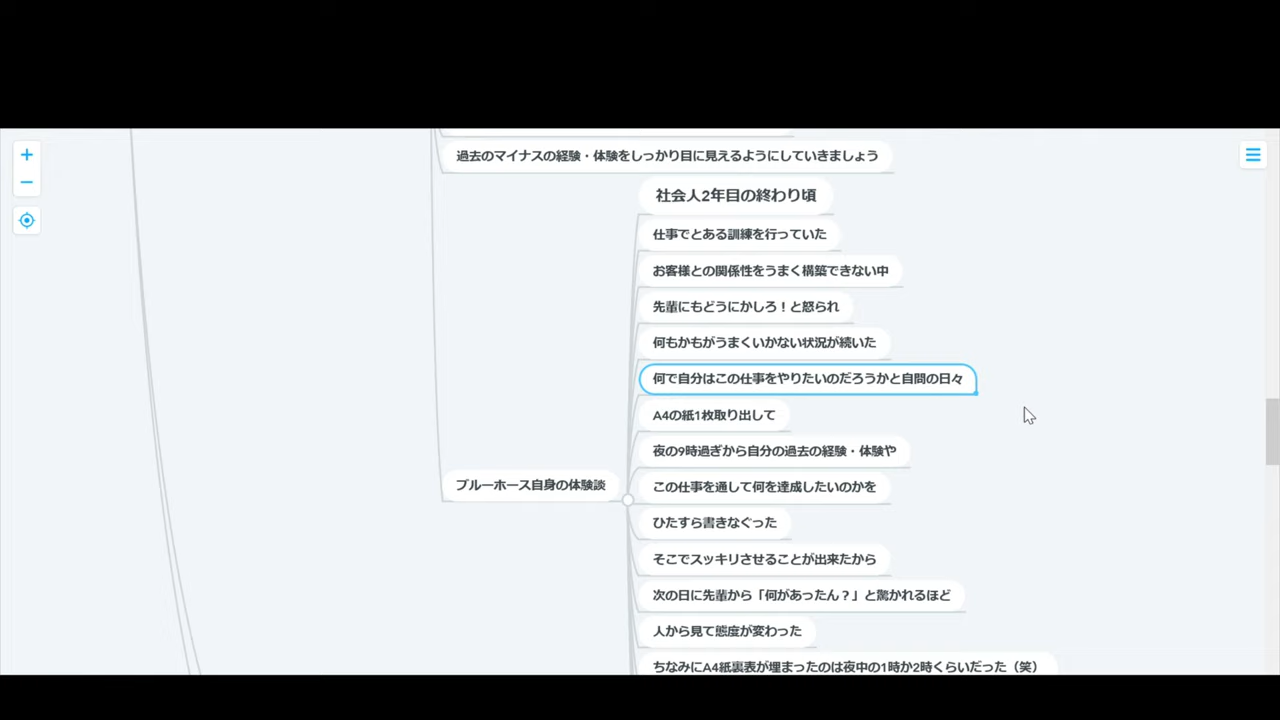 過去のマイナスの経験・体験をしっかり目に見えるようにしていきましょう
社会人2年目の終わり頃
仕事でとある訓練を行っていた
お客様との関係性をうまく構築できない中
先輩にもどうにかしろ！と怒られ
何もかもがうまくいかない状況が続いた
何で自分はこの仕事をやりたいのだろうかと自問の日々
A4の紙1枚取り出して
夜の9時過ぎから自分の過去の経験・体験や
ブルーホース自身の体験談
この仕事を通して何を達成したいのかを
ひたすら書きなぐった
そこでスッキリさせることが出来たから
次の日に先輩から「何があったん？」と驚かれるほど
人から見て態度が変わった
ちなみにA4紙裏表が埋まったのは夜中の1時か2時くらいだった（笑）